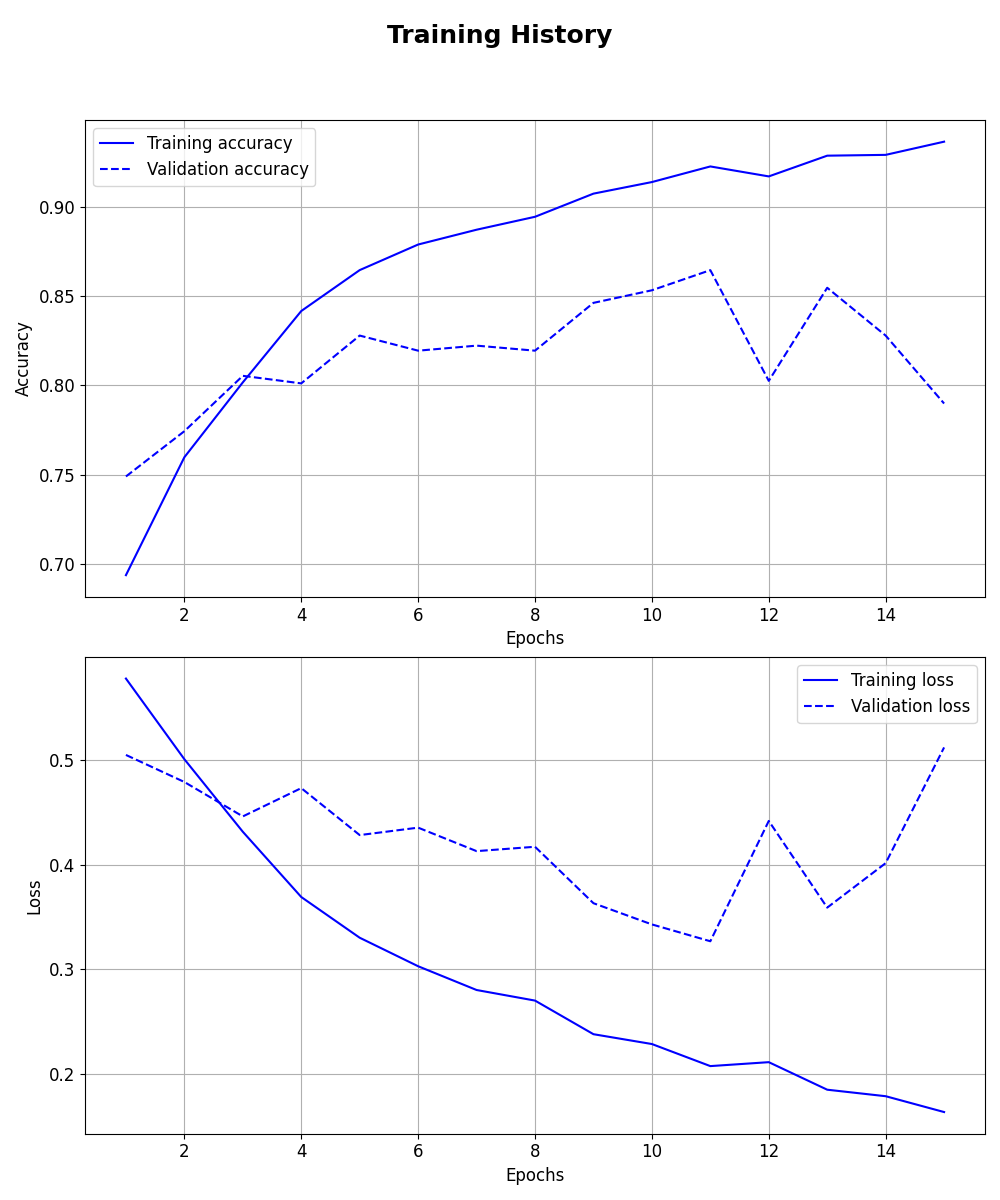 Training History
Training accuracy
Validation accuracy
0.90
0.85
0.80
0.75
0.70
Accuracy
2 4 6 8 10 12 14
Epochs
Training loss
Validation loss
0.5
0.4
0.3
0.2
Loss
2 4 6 8 10 12 14
Epochs